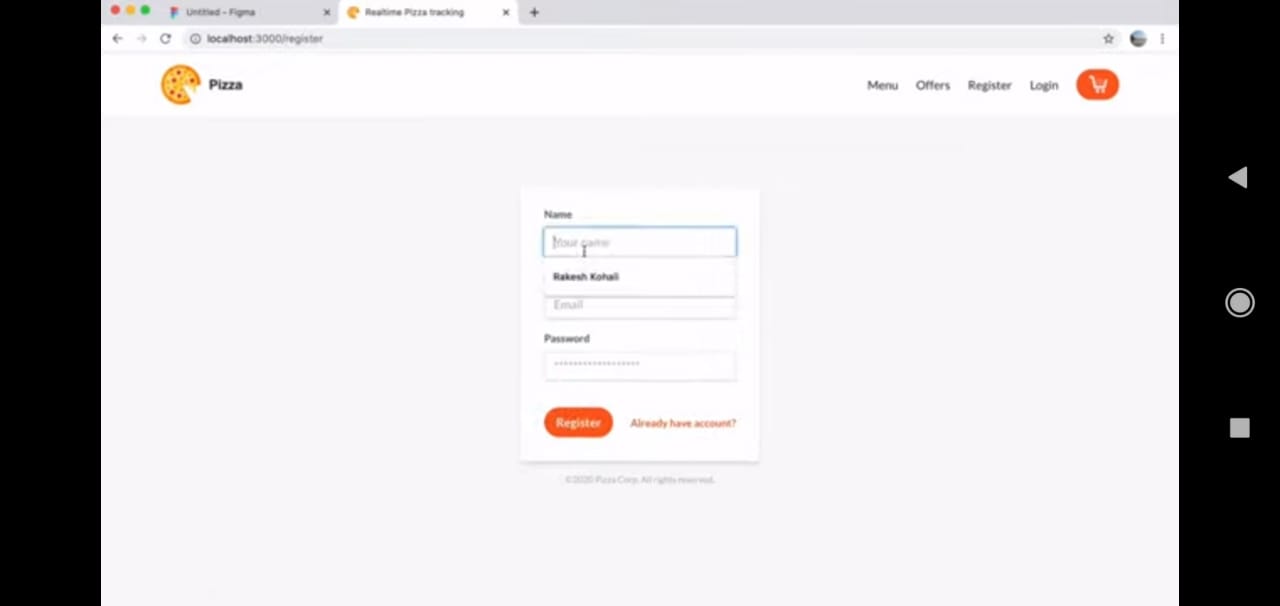 Untitled - Figma
Realtime Pizza tracking
localhost:3000/register
Pizza
Menu Offers Register Login
Name
Your name
Rakesh Kohali
Email
Password
Register Already have account?
©2020 Pizza Corp. All rights reserved.